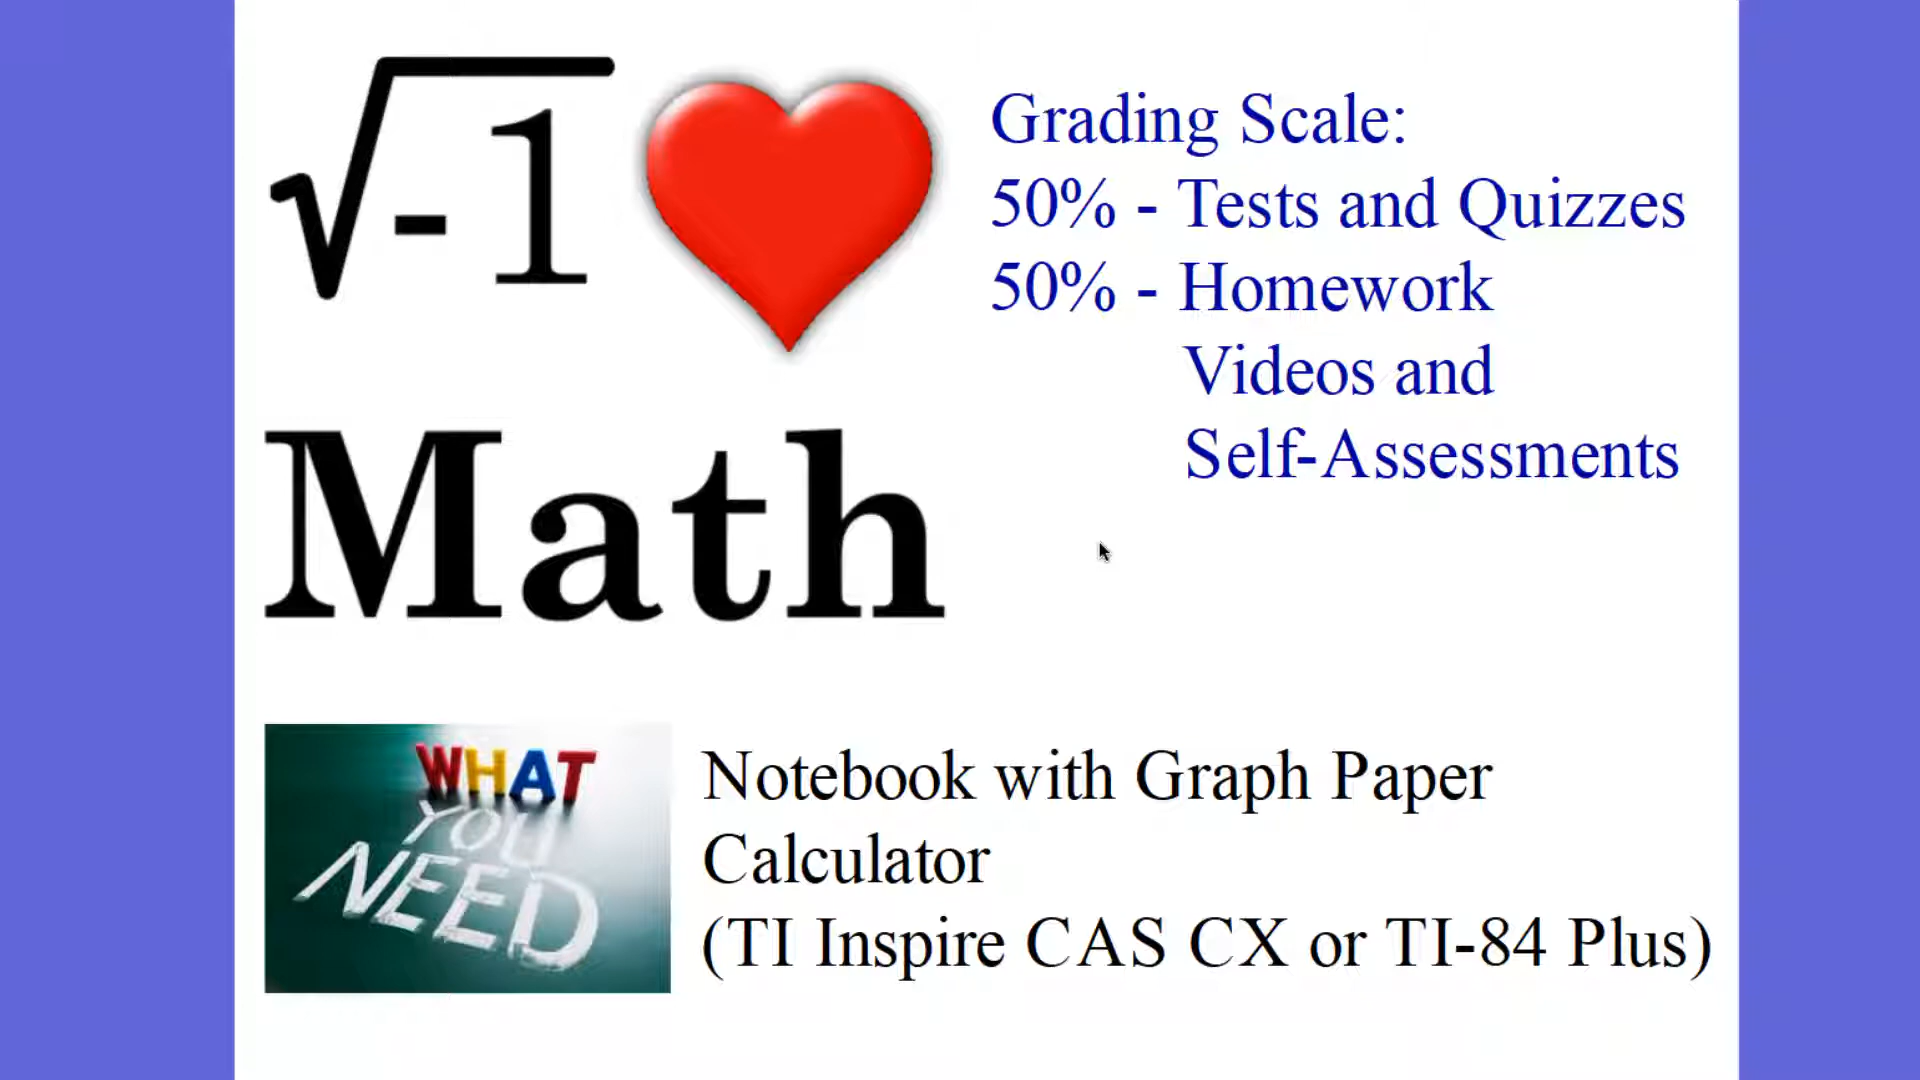 √-1
Math
Grading Scale:
50% - Tests and Quizzes
50% - Homework
Videos and
Self-Assessments
WHAT
YOU
NEED
Notebook with Graph Paper
Calculator
(TI Inspire CAS CX or TI-84 Plus)